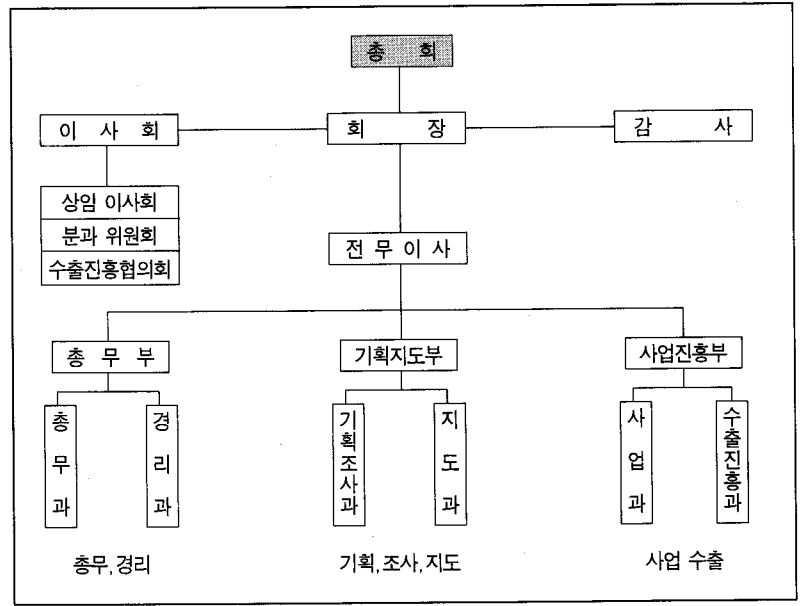 총 회
이 사 회
회 장
감 사
상임 이사회
분과 위원회
수출진흥협의회
전 무 이 사
총 무 부
기획지도부
사업진흥부
총무과
경리과
기획조사과
지도과
사업과
수출진흥과
총무, 경리
기획, 조사, 지도
사업 수출